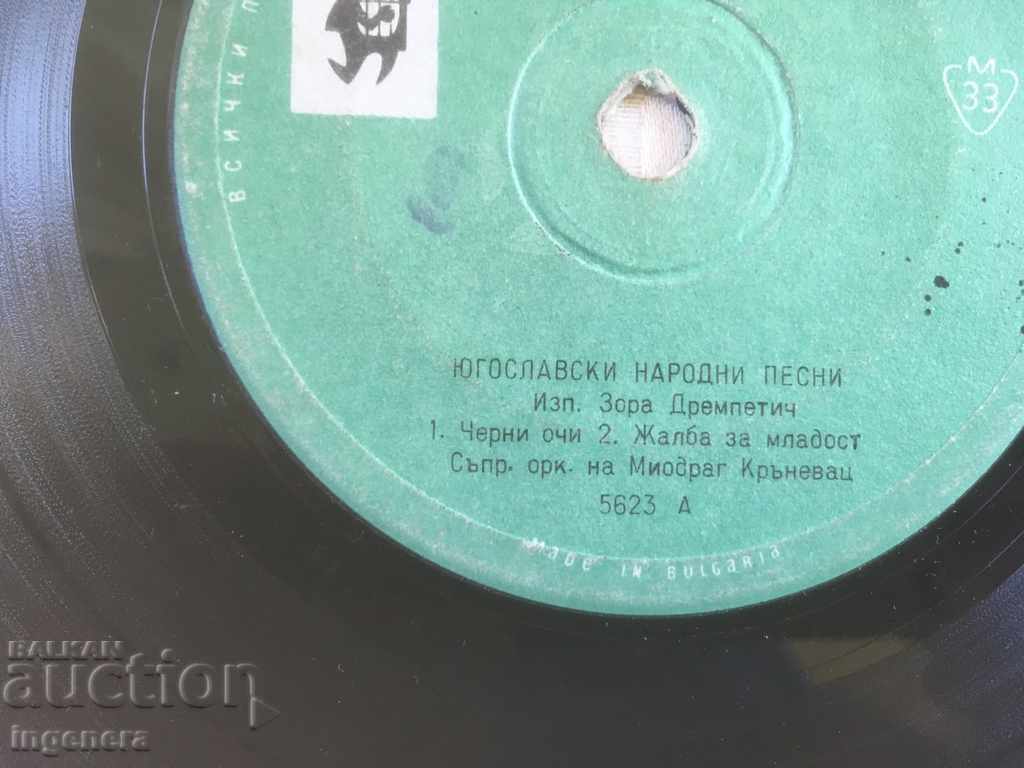 ВСИЧКИ П
M
33
ЮГОСЛАВСКИ НАРОДНИ ПЕСНИ
Изп. Зора Дремпетич
1. Черни очи 2. Жалба за младост
Съпр. орк. на Миодраг Кръневац
5623 А
MADE IN BULGARIA
BALKAN
auction
ingenera